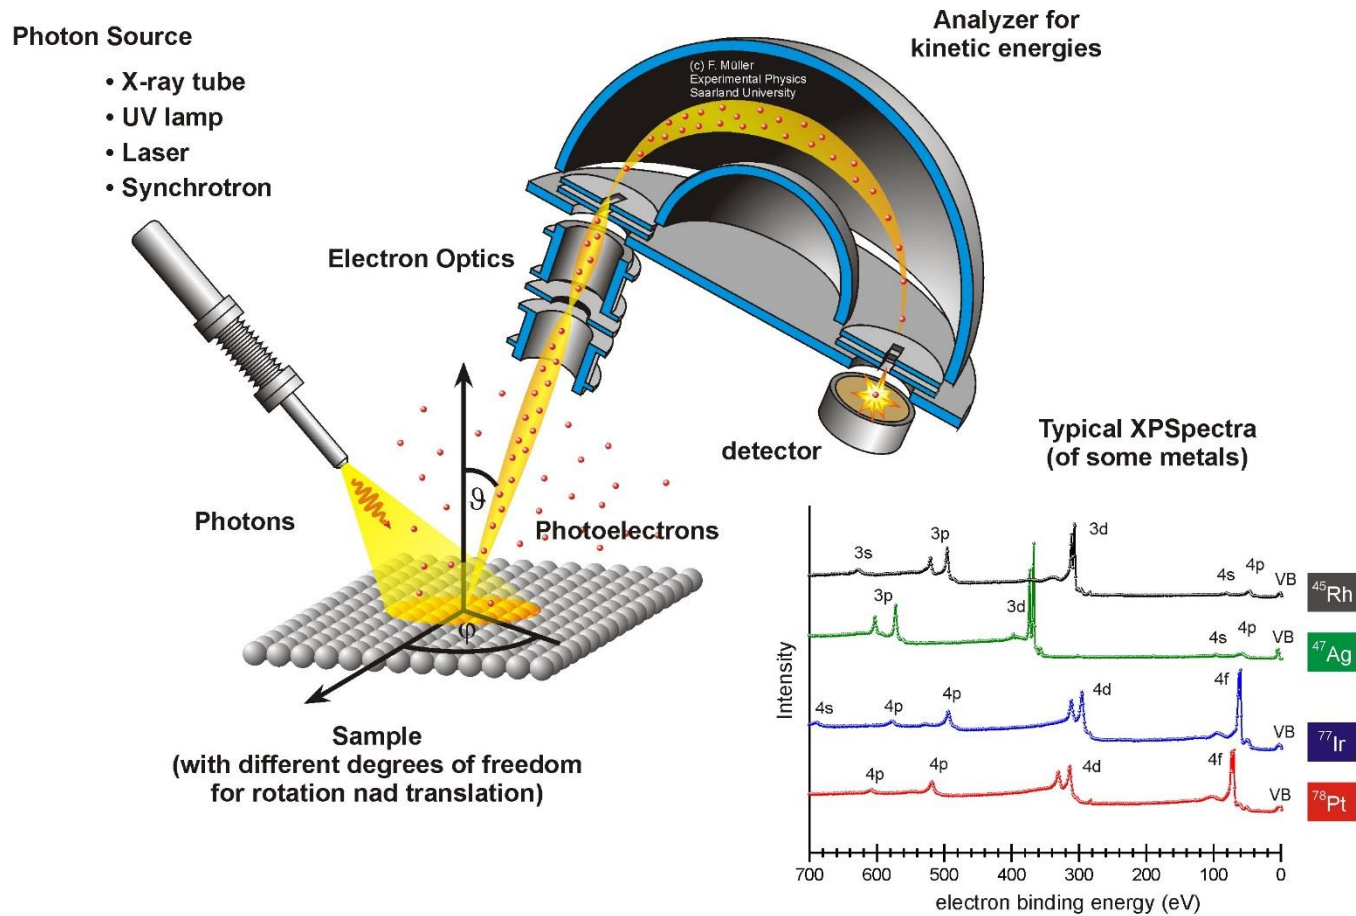 Photon Source
• X-ray tube
• UV lamp
• Laser
• Synchrotron
Analyzer for
kinetic energies
(c) F. Müller
Experimental Physics
Saarland University
Electron Optics
detector
Photons
ϑ
Photoelectrons
φ
Sample
(with different degrees of freedom
for rotation nad translation)
Typical XPSpectra
(of some metals)
3s 3p 3d 4s 4p VB 45Rh
3p 3d 4s 4p VB 47Ag
4s 4p 4p 4d 4f VB 77Ir
4p 4p 4d 4f VB 78Pt
Intensity
700 600 500 400 300 200 100 0
electron binding energy (eV)